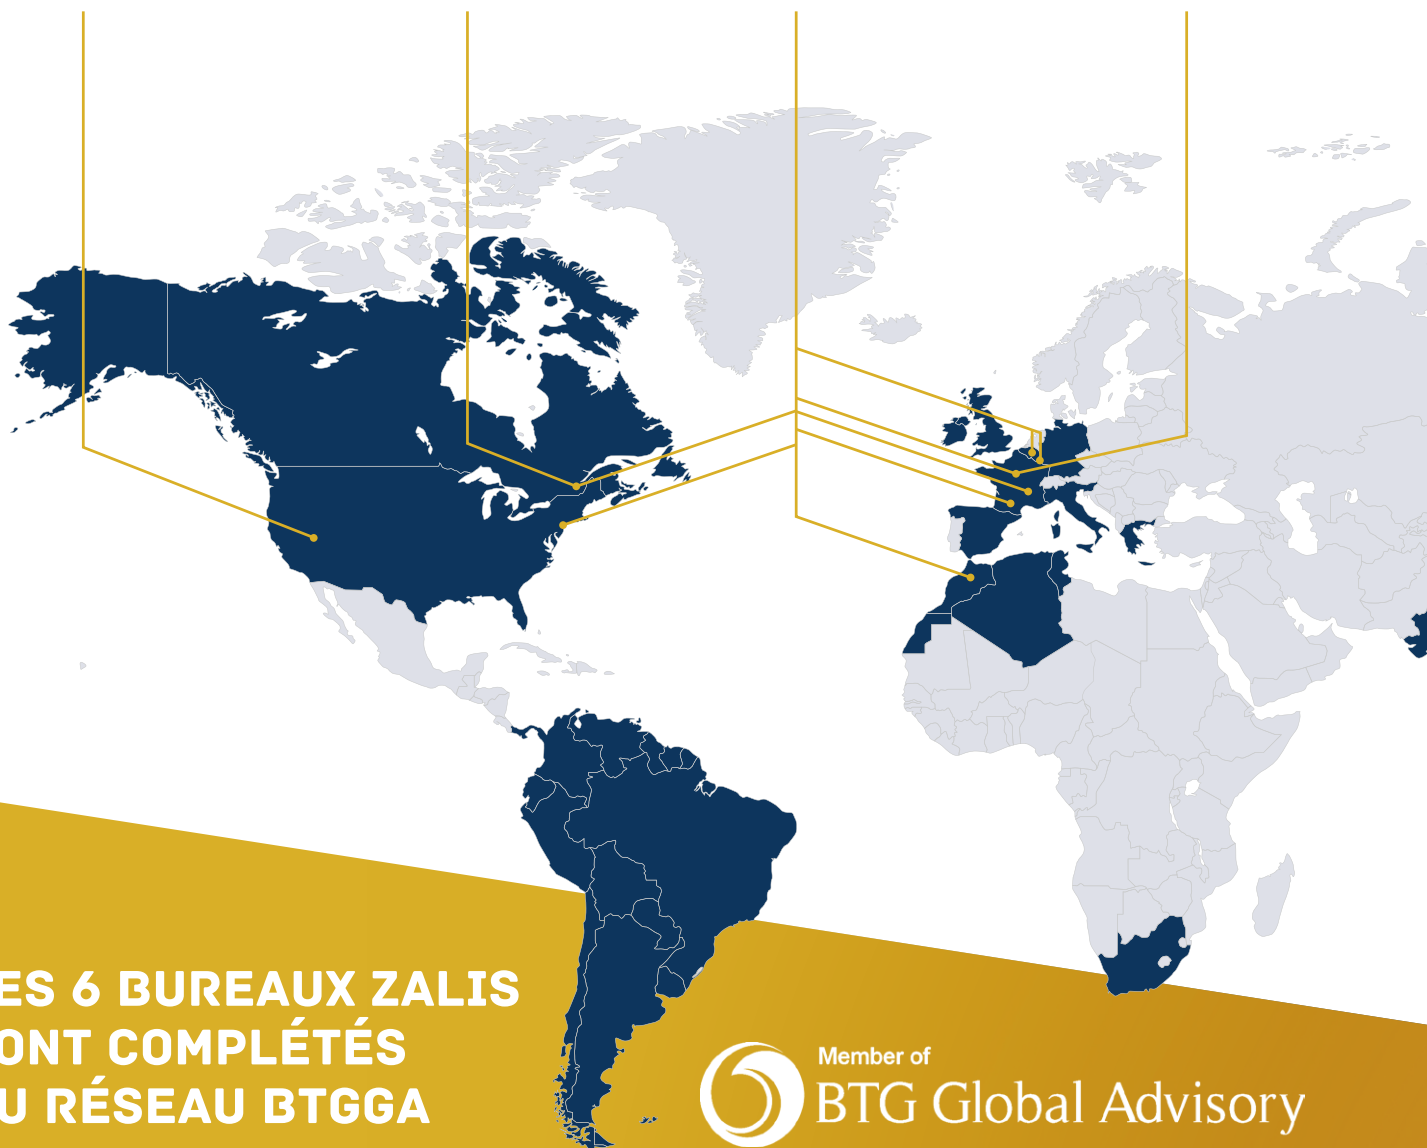 ES 6 BUREAUX ZALIS
ONT COMPLÉTÉS
U RÉSEAU BTGGA
Member of
BTG Global Advisory